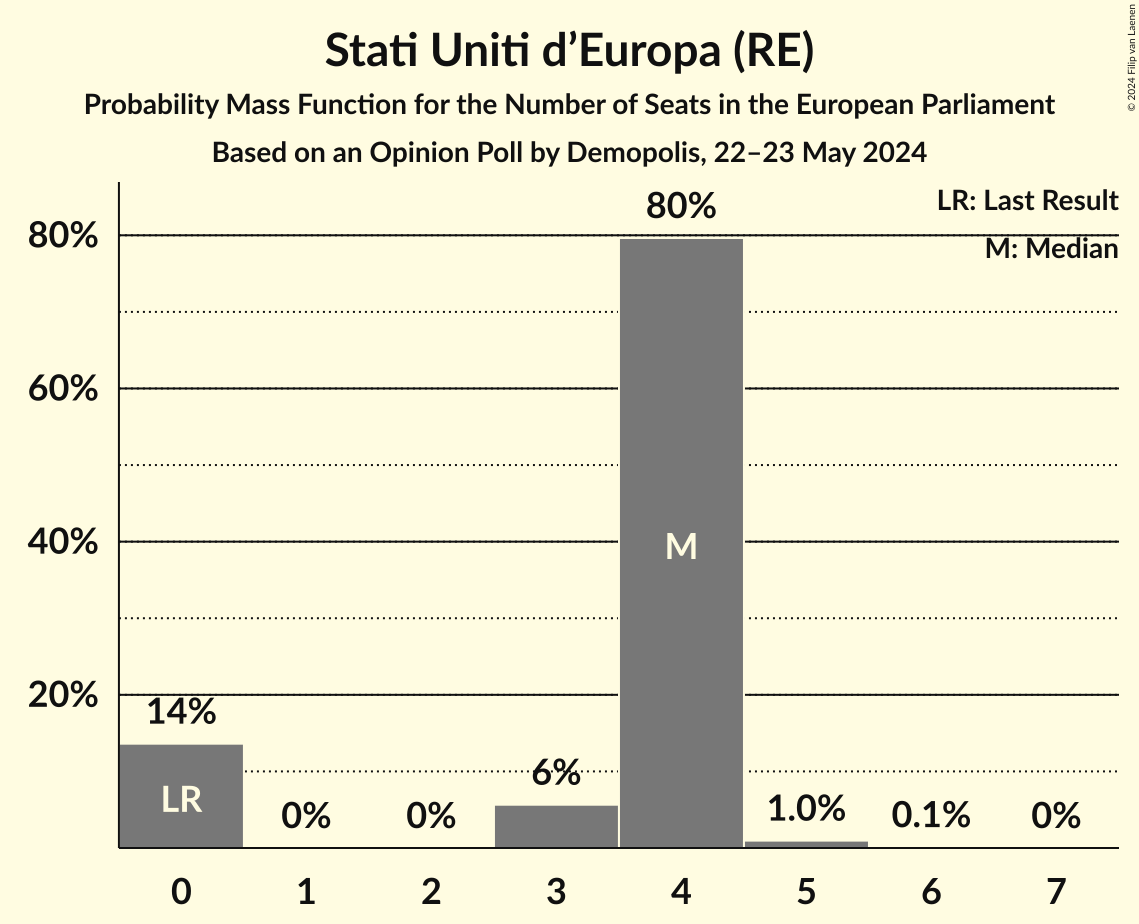 Stati Uniti d’Europa (RE)
Probability Mass Function for the Number of Seats in the European Parliament
Based on an Opinion Poll by Demopolis, 22–23 May 2024
© 2024 Filip van Laenen
LR: Last Result
M: Median
80%
60%
40%
20%
14%
0%
0%
6%
80%
1.0%
0.1%
0%
LR
M
0 1 2 3 4 5 6 7